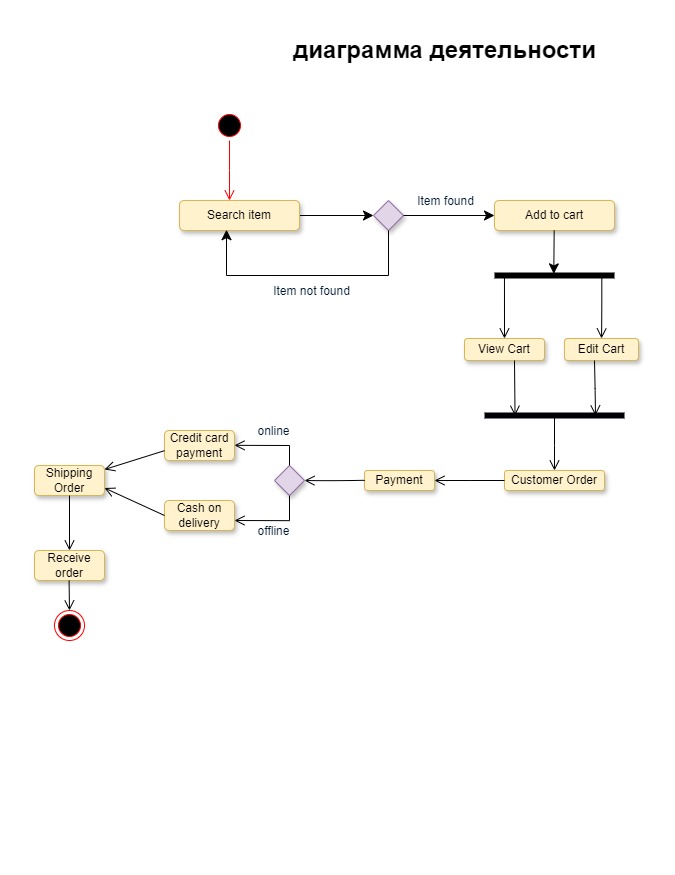 диаграмма деятельности
Search item
Item found
Add to cart
Item not found
View Cart
Edit Cart
online
Credit card
payment
Shipping
Order
Payment
Customer Order
Cash on
delivery
offline
Receive
order